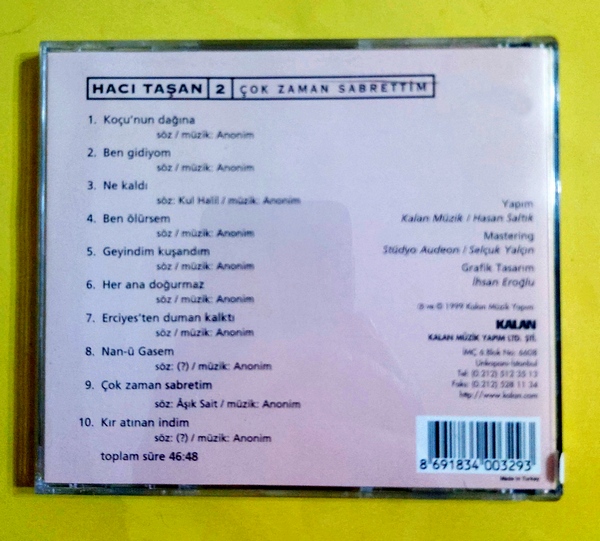 HACI TAŞAN 2 ÇOK ZAMAN SABRETTİM
1. Koçu'nun dağına
söz / müzik: Anonim
2. Ben gidiyom
söz / müzik: Anonim
3. Ne kaldı
söz: Kul Halil / müzik: Anonim
4. Ben ölürsem
söz / müzik: Anonim
5. Geyindim kuşandım
söz / müzik: Anonim
6. Her ana doğurmaz
söz / müzik: Anonim
7. Erciyes'ten duman kalktı
söz / müzik: Anonim
8. Nan-ü Gasem
söz: (?) / müzik: Anonim
9. Çok zaman sabretim
söz: Âşık Sait / müzik: Anonim
10. Kır atınan indim
söz: (?) / müzik: Anonim
toplam süre 46:48
Yapım
Kalan Müzik / Hasan Saltık
Mastering
Stüdyo Audeon / Selçuk Yalçın
Grafik Tasarım
İhsan Eroğlu
℗ ve © 1999 Kalan Müzik Yapım
KALAN
KALAN MÜZİK YAPIM LTD. ŞTİ.
İMÇ 6.Blok No: 6608
Unkapanı-İstanbul
Tel: (0.212) 512 35 13
Faks: (0.212) 528 11 34
http://www.kalan.com
8 691834 003293
Made in Turkey